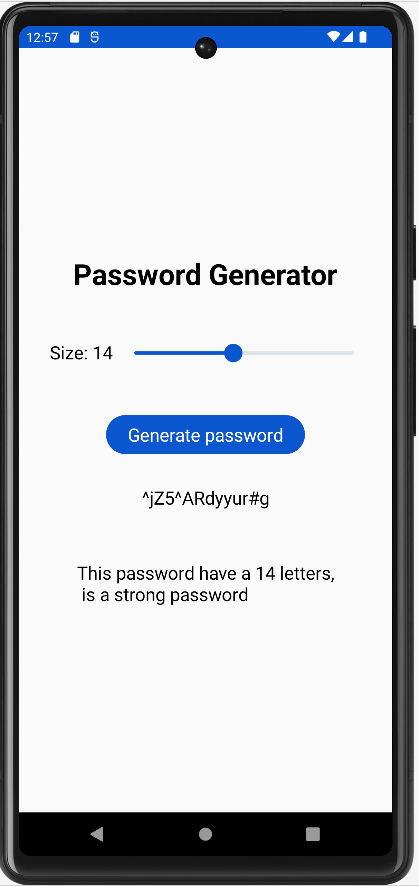 12:57
Password Generator
Size: 14
Generate password
^jZ5^ARdyyur#g
This password have a 14 letters,
is a strong password